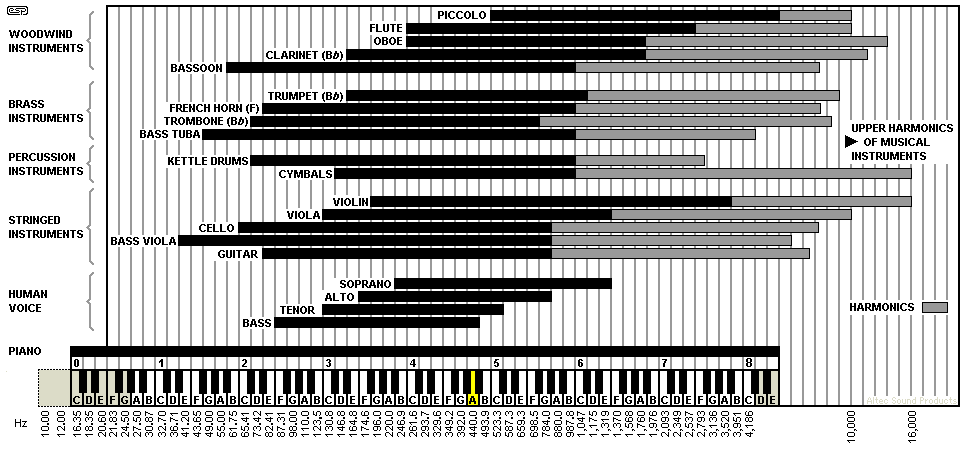 esp
WOODWIND
INSTRUMENTS
PICCOLO
FLUTE
OBOE
CLARINET (Bb)
BASSOON
BRASS
INSTRUMENTS
TRUMPET (Bb)
FRENCH HORN (F)
TROMBONE (Bb)
BASS TUBA
UPPER HARMONICS
OF MUSICAL
INSTRUMENTS
PERCUSSION
INSTRUMENTS
KETTLE DRUMS
CYMBALS
STRINGED
INSTRUMENTS
VIOLIN
VIOLA
CELLO
BASS VIOLA
GUITAR
HUMAN
VOICE
SOPRANO
ALTO
TENOR
BASS
HARMONICS
PIANO
0 1 2 3 4 5 6 7 8
C D E F G A B C D E F G A B C D E F G A B C D E F G A B C D E F G A B C D E F G A B C D E F G A B C D E F G A B C D E
Altec Sound Products
Hz 10.00 12.00 16.35 18.35 20.60 21.83 24.50 27.50 30.87 32.70 36.71 41.20 43.65 49.00 55.00 61.75 65.41 73.42 82.41 87.31 98.00 110.0 123.5 130.8 146.8 164.8 174.6 196.0 220.0 246.9 261.6 293.7 329.6 349.2 392.0 440.0 493.9 523.3 587.3 659.3 698.5 784.0 880.0 987.8 1,047 1,175 1,319 1,370 1,568 1,760 1,976 2,093 2,349 2,537 2,793 3,136 3,520 3,951 4,186 10,000 16,000